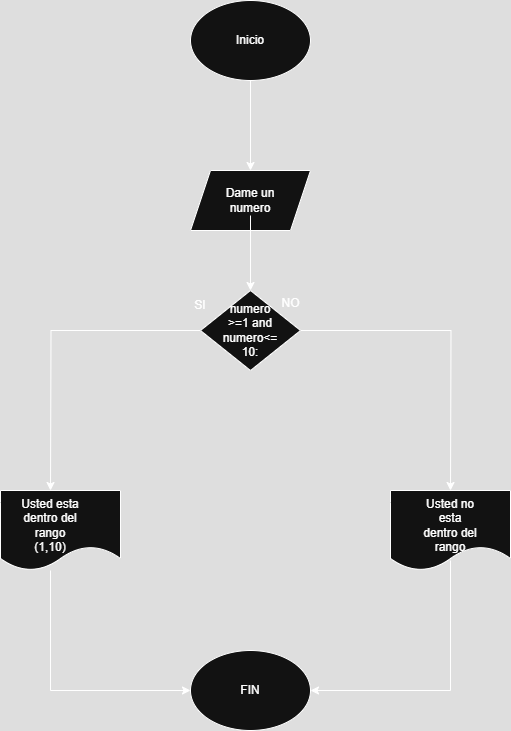 Inicio
Dame un
numero
SI
NO
numero
>=1 and
numero<=
10:
Usted esta
dentro del
rango
(1,10)
Usted no
esta
dentro del
rango
FIN